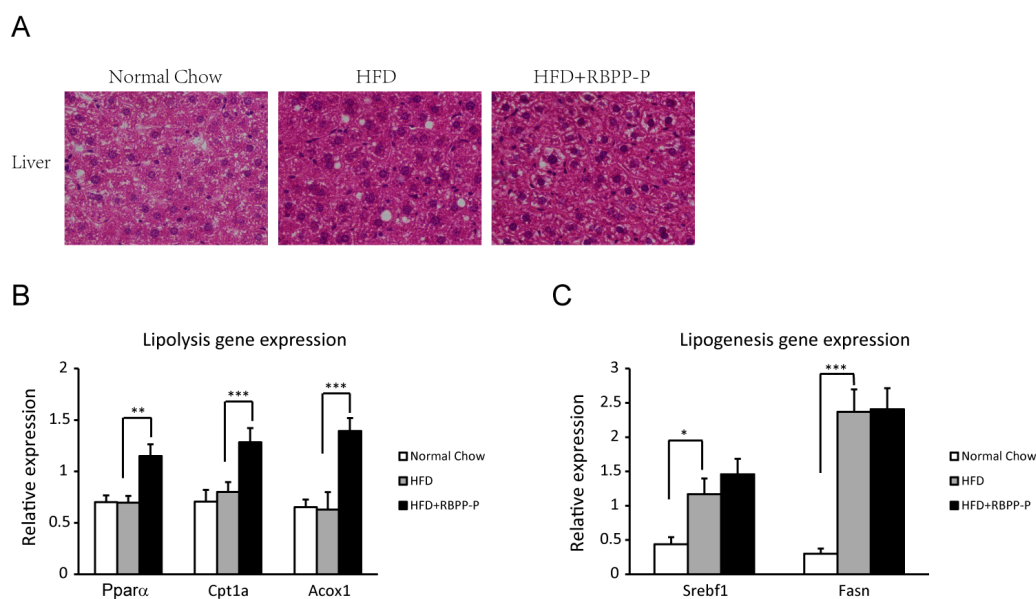 A
Normal Chow
HFD
HFD+RBPP-P
Liver
B
Lipolysis gene expression
Relative expression
2
1.5
1
0.5
0
**
***
***
Pparα
Cpt1a
Acox1
Normal Chow
HFD
HFD+RBPP-P
C
Lipogenesis gene expression
Relative expression
3
2.5
2
1.5
1
0.5
0
*
***
Srebf1
Fasn
Normal Chow
HFD
HFD+RBPP-P